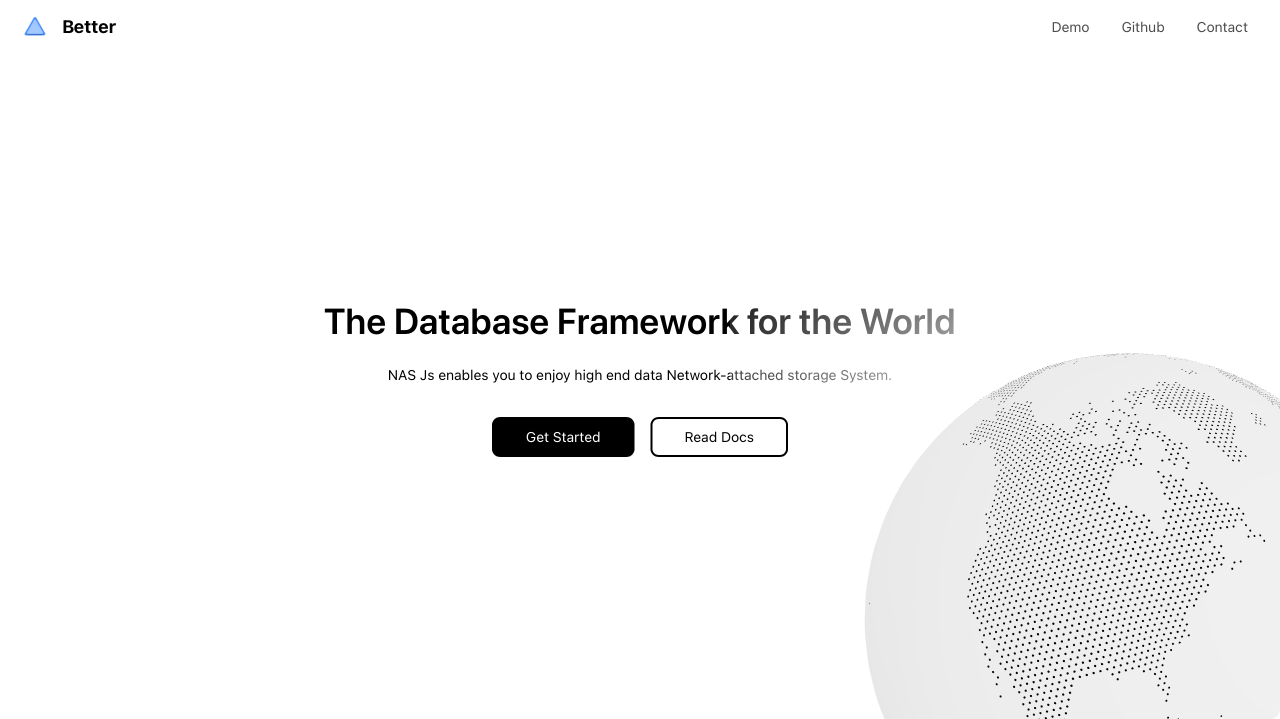 Better
Demo
Github
Contact
The Database Framework for the World
NAS Js enables you to enjoy high end data Network-attached storage System.
Get Started
Read Docs